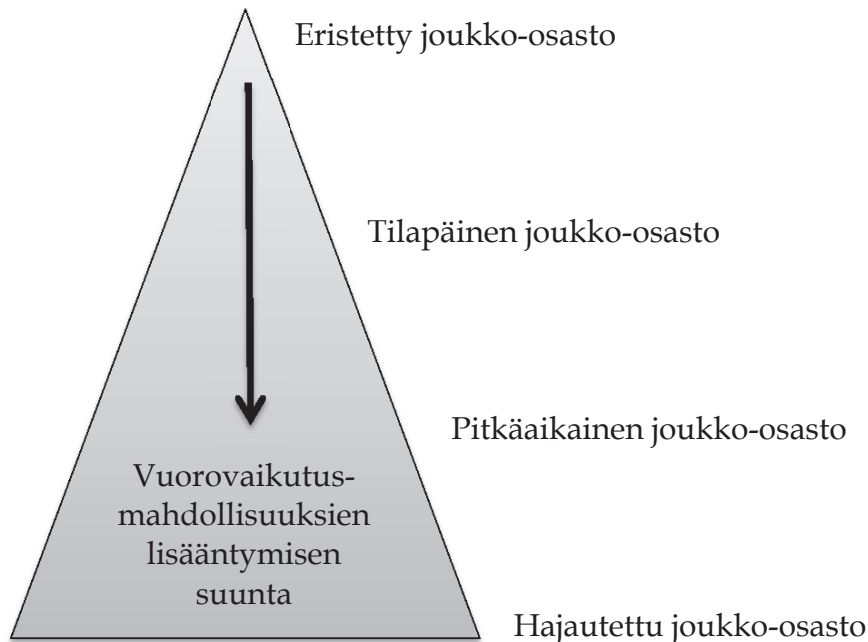 Eristetty joukko-osasto
Tilapäinen joukko-osasto
Pitkäaikainen joukko-osasto
Vuorovaikutus-
mahdollisuuksien
lisääntymisen
suunta
Hajautettu joukko-osasto